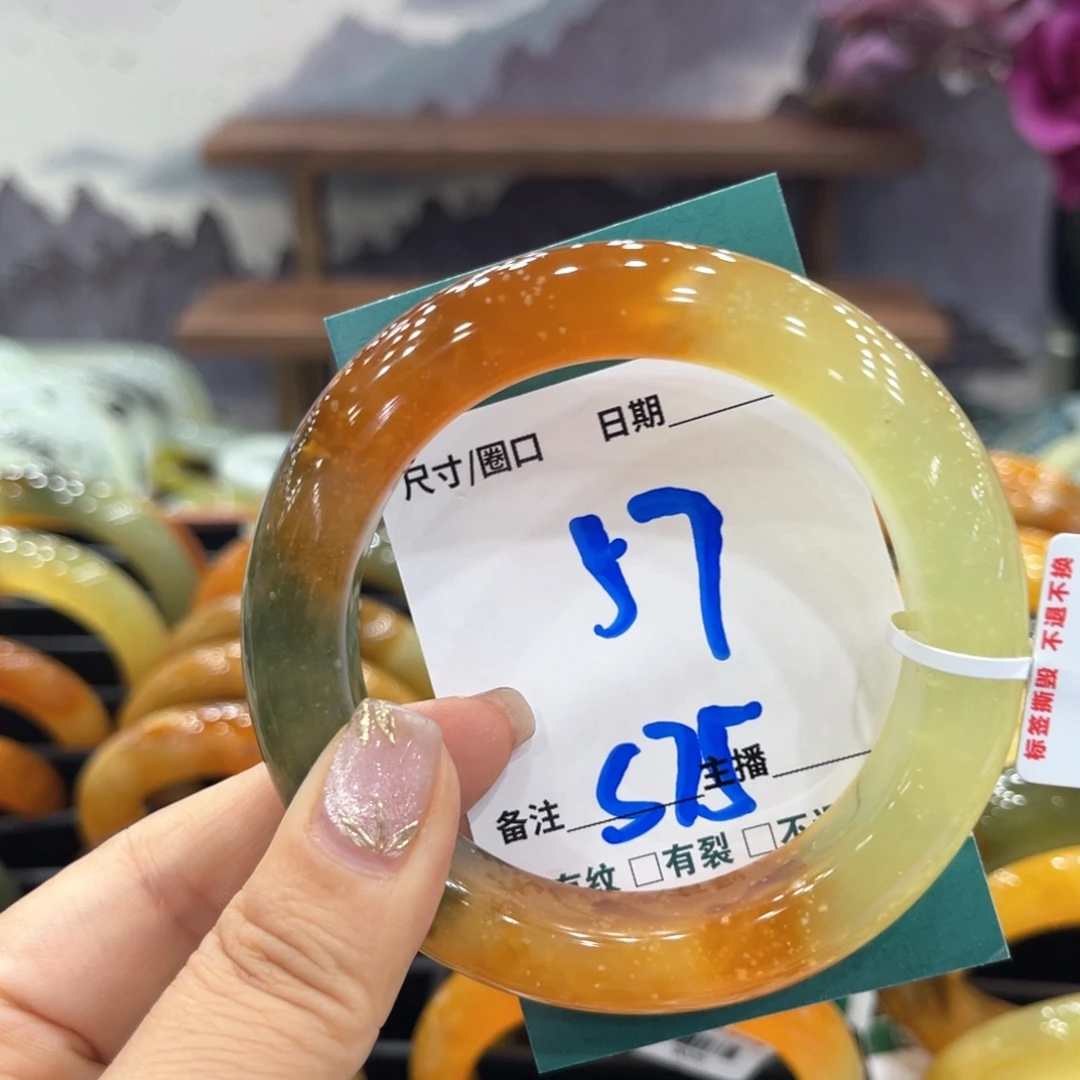 尺寸/圈口 日期
57
575
备注 主播
有纹 □有裂 □不
标签撕毁 不退不换